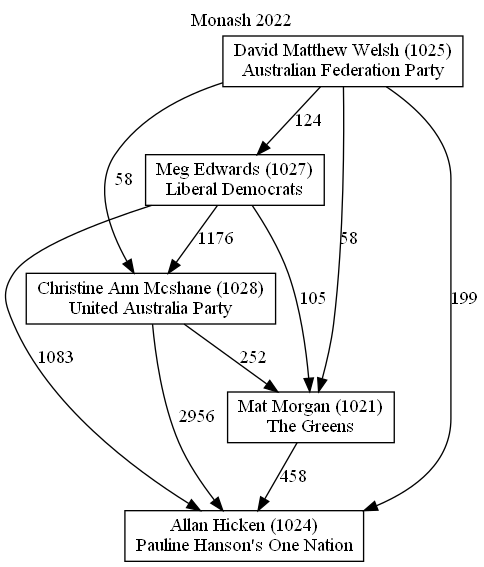 Monash 2022
David Matthew Welsh (1025)
Australian Federation Party
124
Meg Edwards (1027)
Liberal Democrats
58
1176
58
Christine Ann Mcshane (1028)
United Australia Party
105
199
1083
252
Mat Morgan (1021)
The Greens
2956
458
Allan Hicken (1024)
Pauline Hanson's One Nation